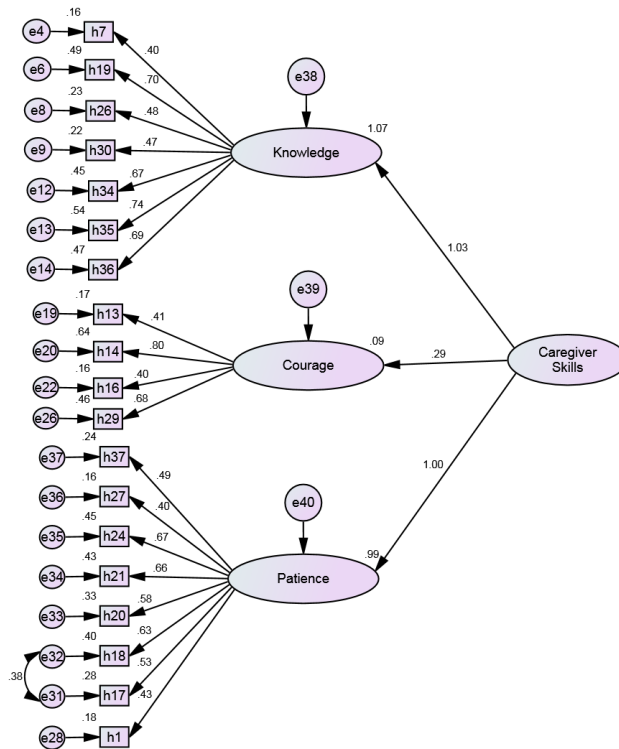 .16
e4
h7
.40
.49
e6
h19
.70
e38
.23
e8
h26
.48
1.07
.22
e9
h30
.47
Knowledge
.45
e12
h34
.67
.54
e13
h35
.74
.47
e14
h36
.69
1.03
.17
e39
e19
h13
.41
.64
e20
h14
.80
.09
.29
Courage
Caregiver
Skills
.16
e22
h16
.40
.46
e26
h29
.68
.24
e37
h37
.49
.16
e36
h27
.40
e40
1.00
.45
e35
h24
.67
.99
.43
e34
h21
.66
Patience
.33
e33
h20
.58
.40
e32
h18
.63
.38
.28
e31
h17
.53
.43
.18
e28
h1